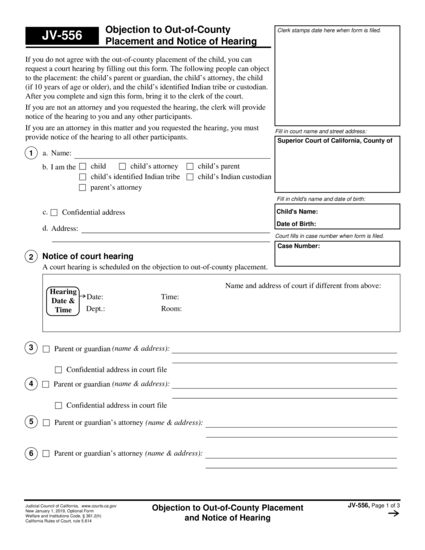 JV-556
Objection to Out-of-County
Placement and Notice of Hearing
Clerk stamps date here when form is filed.
If you do not agree with the out-of-county placement of the child, you can
request a court hearing by filling out this form. The following people can object
to the placement: the child's parent or guardian, the child's attorney, the child
(if 10 years of age or older), and the child's identified Indian tribe or custodian.
After you complete and sign this form, bring it to the clerk of the court.
If you are not an attorney and you requested the hearing, the clerk will provide
notice of the hearing to you and any other participants.
If you are an attorney in this matter and you requested the hearing, you must
provide notice of the hearing to all other participants.
Fill in court name and street address:
Superior Court of California, County of
1 a. Name:
b. I am the child child's attorney child's parent
child's identified Indian tribe child's Indian custodian
parent's attorney
Fill in child's name and date of birth:
Child's Name:
Date of Birth:
c. Confidential address
d. Address:
Court fills in case number when form is filed.
Case Number:
2 Notice of court hearing
A court hearing is scheduled on the objection to out-of-county placement.
Name and address of court if different from above:
Hearing
Date &
Time
Date: Time:
Dept.: Room:
3 Parent or guardian (name & address):
Confidential address in court file
4 Parent or guardian (name & address):
Confidential address in court file
5 Parent or guardian's attorney (name & address):
6 Parent or guardian's attorney (name & address):
Judicial Council of California, www.courts.ca.gov
New January 1, 2019, Optional Form
Welfare and Institutions Code, § 361.2(h)
California Rules of Court, rule 5.614
Objection to Out-of-County Placement
and Notice of Hearing
JV-556, Page 1 of 3